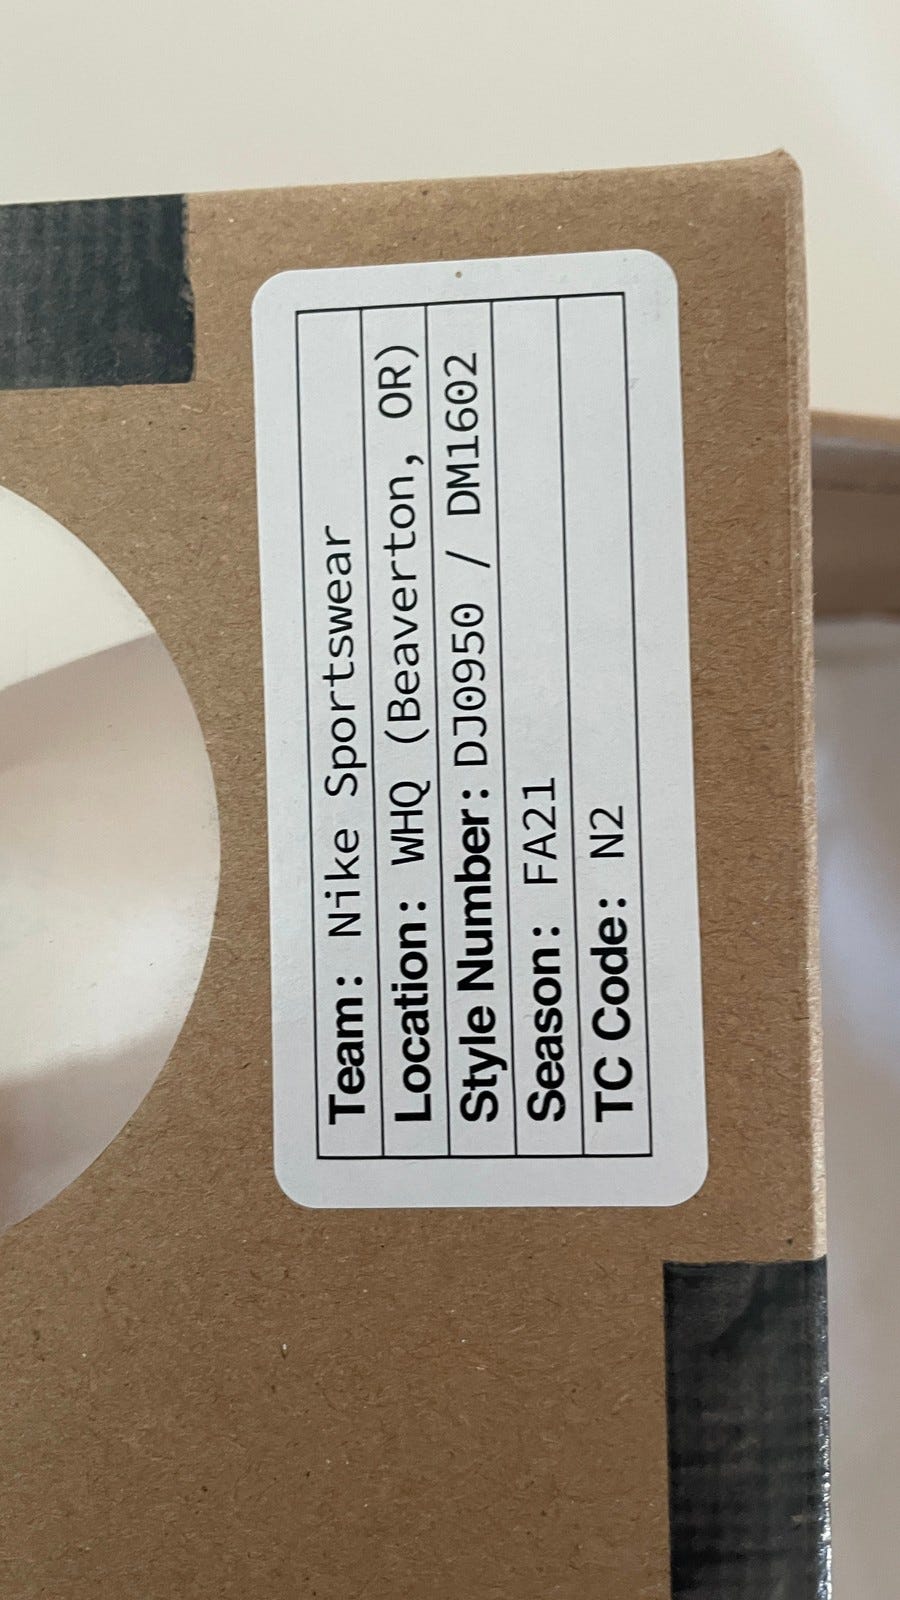 Team: Nike Sportswear
Location: WHQ (Beaverton, OR)
Style Number: DJ0950 / DM1602
Season: FA21
TC Code: N2